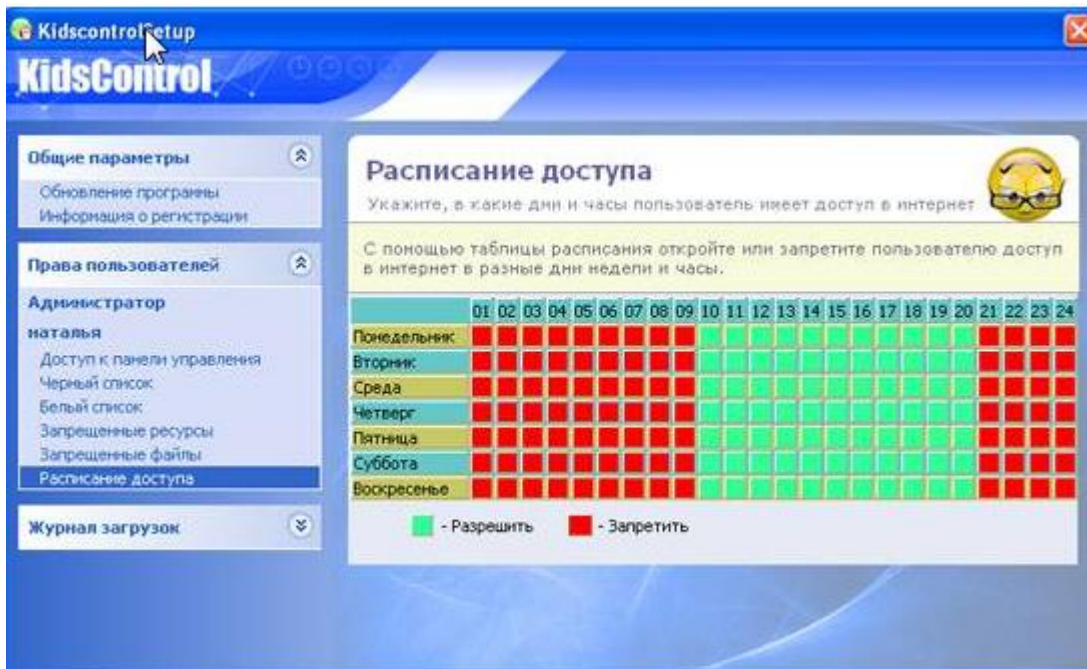 KidscontrolSetup
KidsControl
Общие параметры
Обновление программы
Информация о регистрации
Права пользователей
Администратор
наталья
Доступ к панели управления
Черный список
Белый список
Запрещенные ресурсы
Запрещенные файлы
Расписание доступа
Журнал загрузок
Расписание доступа
Укажите, в какие дни и часы пользователь имеет доступ в интернет
С помощью таблицы расписания откройте или запретите пользователю доступ
в интернет в разные дни недели и часы.
01 02 03 04 05 06 07 08 09 10 11 12 13 14 15 16 17 18 19 20 21 22 23 24
Понедельник
Вторник
Среда
Четверг
Пятница
Суббота
Воскресенье
- Разрешить - Запретить